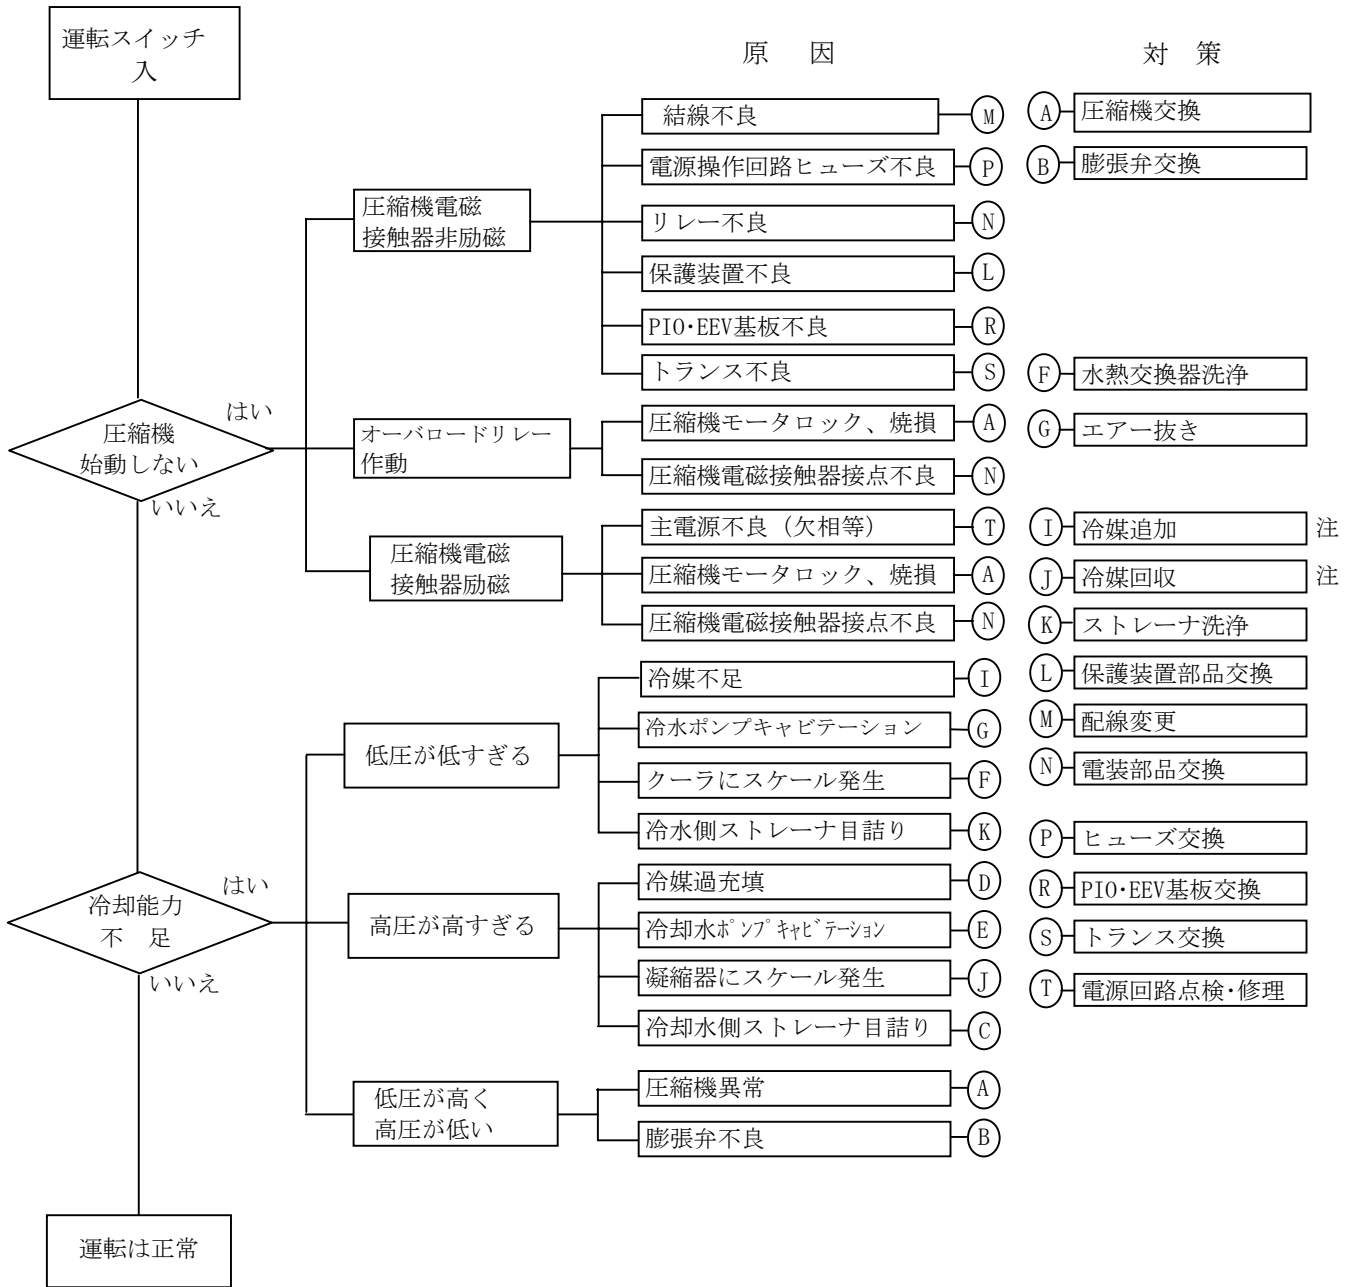 運転スイッチ
入
原 因
対 策
結線不良
M
A
圧縮機交換
電源操作回路ヒューズ不良
P
B
膨張弁交換
圧縮機電磁
接触器非励磁
リレー不良
N
保護装置不良
L
PIO・EEV基板不良
R
トランス不良
S
F
水熱交換器洗浄
はい
圧縮機
始動しない
いいえ
オーバロードリレー
作動
圧縮機モータロック、焼損
A
G
エアー抜き
圧縮機電磁接触器接点不良
N
圧縮機電磁
接触器励磁
主電源不良（欠相等）
T
I
冷媒追加
注
圧縮機モータロック、焼損
A
J
冷媒回収
注
圧縮機電磁接触器接点不良
N
K
ストレーナ洗浄
冷媒不足
I
L
保護装置部品交換
低圧が低すぎる
冷水ポンプキャビテーション
G
M
配線変更
クーラにスケール発生
F
N
電装部品交換
冷水側ストレーナ目詰り
K
P
ヒューズ交換
はい
冷却能力
不 足
いいえ
高圧が高すぎる
冷媒過充填
D
R
PIO・EEV基板交換
冷却水ﾎﾟﾝﾌﾟｷｬﾋﾞﾃｰｼｮﾝ
E
S
トランス交換
凝縮器にスケール発生
J
T
電源回路点検・修理
冷却水側ストレーナ目詰り
C
低圧が高く
高圧が低い
圧縮機異常
A
膨張弁不良
B
運転は正常